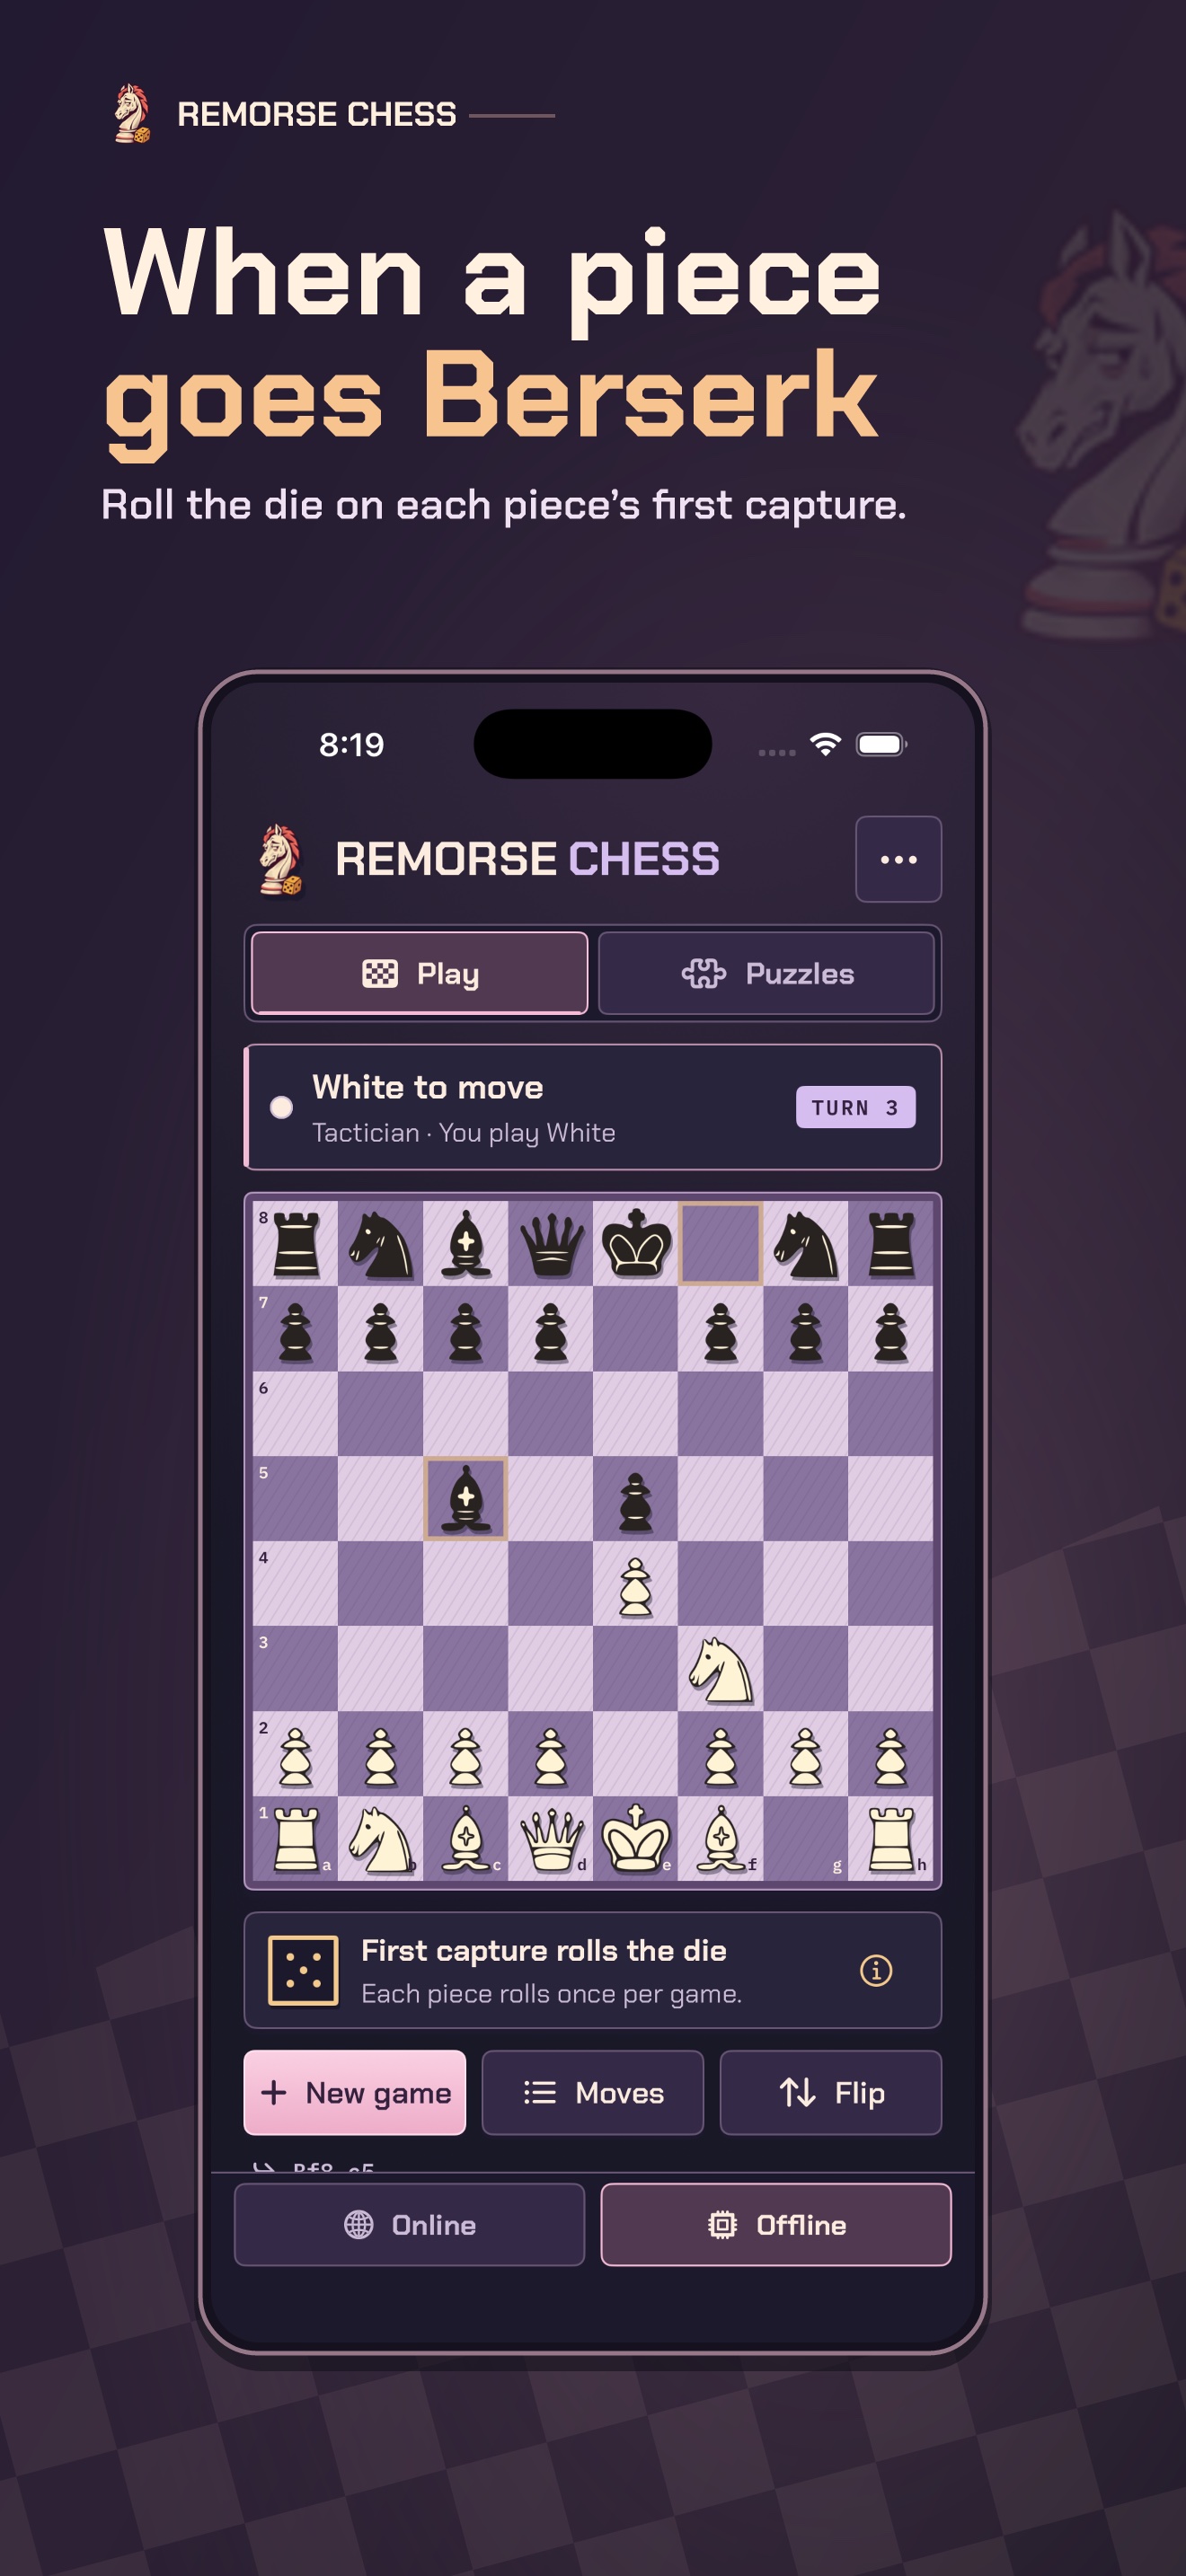 REMORSE CHESS
When a piece
goes Berserk
Roll the die on each piece’s first capture.
8:19
REMORSE CHESS
Play
Puzzles
White to move
Tactician · You play White
TURN 3
8
7
6
5
4
3
2
1
a b c d e f g h
First capture rolls the die
Each piece rolls once per game.
New game
Moves
Flip
Online
Offline